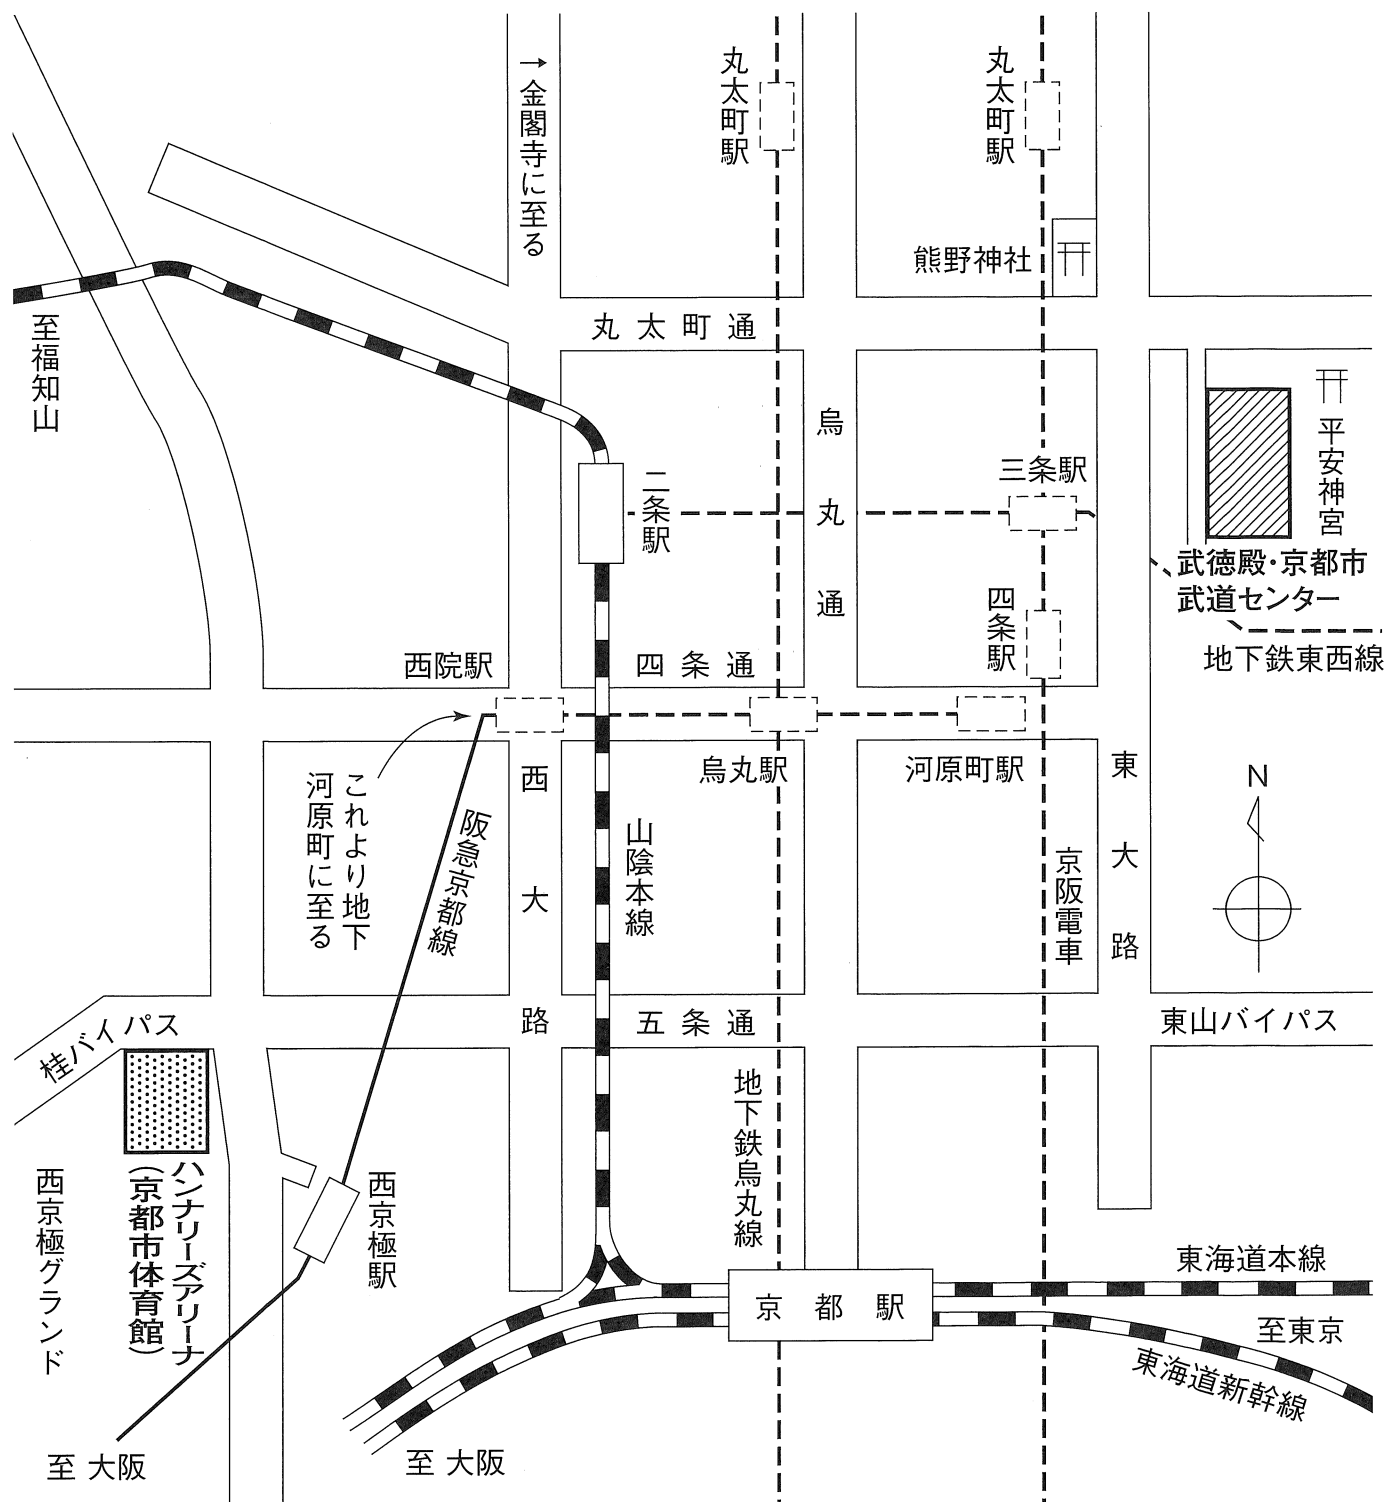 →金閣寺に至る
丸太町駅
丸太町駅
熊野神社
至福知山
丸太町通
平安神宮
烏丸通
三条駅
二条駅
武徳殿・京都市
武道センター
四条駅
地下鉄東西線
西院駅
四条通
烏丸駅
河原町駅
これより地下
河原町に至る
阪急京都線
西大路
山陰本線
東大路
京阪電車
N
桂バイパス
五条通
東山バイパス
地下鉄烏丸線
西京極グランド
ハンナリーズアリーナ
(京都市体育館)
西京極駅
東海道本線
京都駅
至東京
東海道新幹線
至 大阪
至 大阪